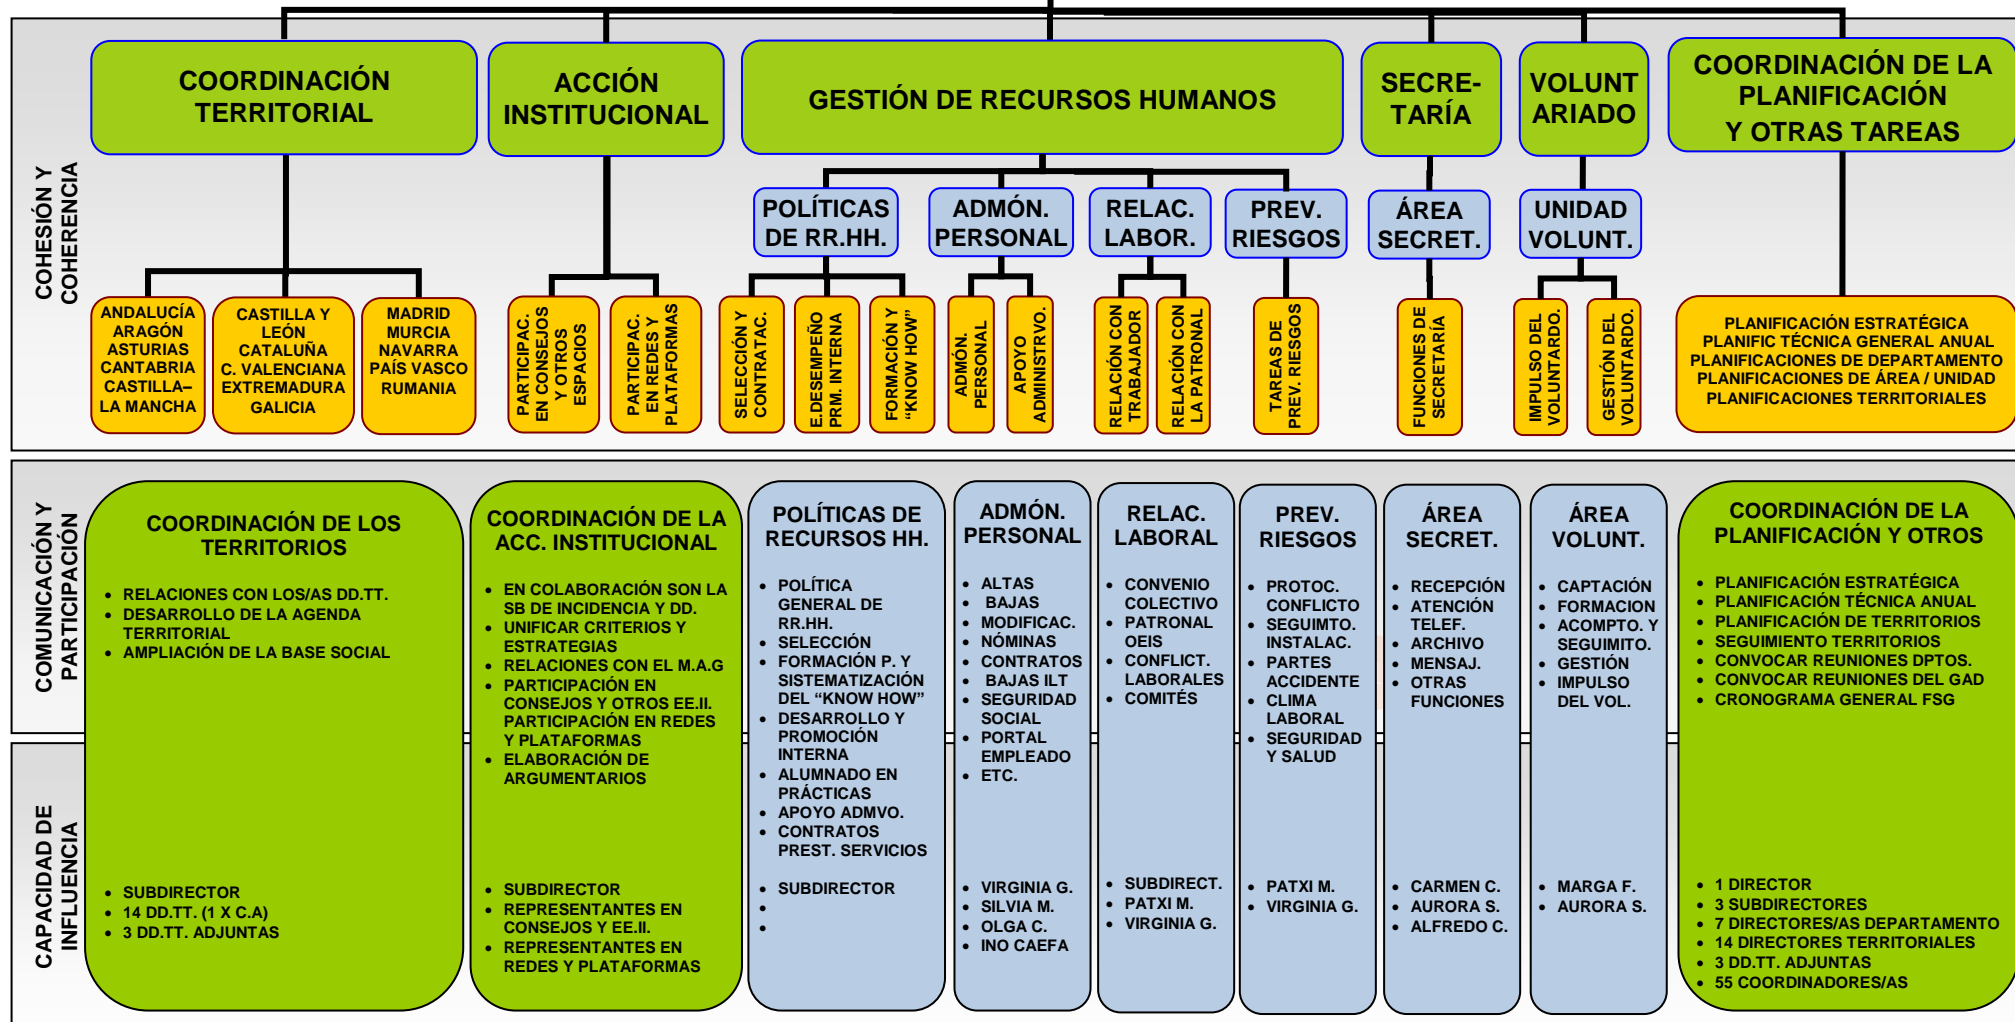 COHESIÓN Y
COHERENCIA
COORDINACIÓN
TERRITORIAL
ACCIÓN
INSTITUCIONAL
GESTIÓN DE RECURSOS HUMANOS
SECRE-
TARÍA
VOLUNT
ARIADO
COORDINACIÓN DE LA
PLANIFICACIÓN
Y OTRAS TAREAS
POLÍTICAS
DE RR.HH.
ADMÓN.
PERSONAL
RELAC.
LABOR.
PREV.
RIESGOS
ÁREA
SECRET.
UNIDAD
VOLUNT.
ANDALUCÍA
ARAGÓN
ASTURIAS
CANTABRIA
CASTILLA–
LA MANCHA
CASTILLA Y
LEÓN
CATALUÑA
C. VALENCIANA
EXTREMADURA
GALICIA
MADRID
MURCIA
NAVARRA
PAÍS VASCO
RUMANIA
PARTICIPAC.
EN CONSEJOS
Y OTROS
ESPACIOS
PARTICIPAC.
EN REDES Y
PLATAFORMAS
SELECCIÓN Y
CONTRATAC.
E.DESEMPEÑO
PRM. INTERNA
FORMACIÓN Y
“KNOW HOW”
ADMÓN.
PERSONAL
APOYO
ADMINISTRVO.
RELACIÓN CON
TRABAJADOR
RELACIÓN CON
LA PATRONAL
TAREAS DE
PREV. RIESGOS
FUNCIONES DE
SECRETARÍA
IMPULSO DEL
VOLUNTARDO.
GESTIÓN DEL
VOLUNTARDO.
PLANIFICACIÓN ESTRATÉGICA
PLANIFIC TÉCNICA GENERAL ANUAL
PLANIFICACIONES DE DEPARTAMENTO
PLANIFICACIONES DE ÁREA / UNIDAD
PLANIFICACIONES TERRITORIALES
COMUNICACIÓN Y
PARTICIPACIÓN
CAPACIDAD DE
INFLUENCIA
COORDINACIÓN DE LOS
TERRITORIOS
• RELACIONES CON LOS/AS DD.TT.
• DESARROLLO DE LA AGENDA
TERRITORIAL
• AMPLIACIÓN DE LA BASE SOCIAL
• SUBDIRECTOR
• 14 DD.TT. (1 X C.A)
• 3 DD.TT. ADJUNTAS
COORDINACIÓN DE LA
ACC. INSTITUCIONAL
• EN COLABORACIÓN SON LA
SB DE INCIDENCIA Y DD.
• UNIFICAR CRITERIOS Y
ESTRATEGIAS
• RELACIONES CON EL M.A.G
• PARTICIPACIÓN EN
CONSEJOS Y OTROS EE.II.
PARTICIPACIÓN EN REDES
Y PLATAFORMAS
• ELABORACIÓN DE
ARGUMENTARIOS
• SUBDIRECTOR
• REPRESENTANTES EN
CONSEJOS Y EE.II.
• REPRESENTANTES EN
REDES Y PLATAFORMAS
POLÍTICAS DE
RECURSOS HH.
• POLÍTICA
GENERAL DE
RR.HH.
• SELECCIÓN
• FORMACIÓN P. Y
SISTEMATIZACIÓN
DEL “KNOW HOW”
• DESARROLLO Y
PROMOCIÓN
INTERNA
• ALUMNADO EN
PRÁCTICAS
• APOYO ADMVO.
• CONTRATOS
PREST. SERVICIOS
• SUBDIRECTOR
•
•
ADMÓN.
PERSONAL
• ALTAS
• BAJAS
• MODIFICAC.
• NÓMINAS
• CONTRATOS
• BAJAS ILT
• SEGURIDAD
SOCIAL
• PORTAL
EMPLEADO
• ETC.
• VIRGINIA G.
• SILVIA M.
• OLGA C.
• INO CAEFA
RELAC.
LABORAL
• CONVENIO
COLECTIVO
• PATRONAL
OEIS
• CONFLICT.
LABORALES
• COMITÉS
• SUBDIRECT.
• PATXI M.
• VIRGINIA G.
PREV.
RIESGOS
• PROTOC.
CONFLICTO
• SEGUIMTO.
INSTALAC.
• PARTES
ACCIDENTE
• CLIMA
LABORAL
• SEGURIDAD
Y SALUD
• PATXI M.
• VIRGINIA G.
ÁREA
SECRET.
• RECEPCIÓN
• ATENCIÓN
TELEF.
• ARCHIVO
• MENSAJ.
• OTRAS
FUNCIONES
• CARMEN C.
• AURORA S.
• ALFREDO C.
ÁREA
VOLUNT.
• CAPTACIÓN
• FORMACION
• ACOMPTO. Y
SEGUIMITO.
• GESTIÓN
• IMPULSO
DEL VOL.
• MARGA F.
• AURORA S.
COORDINACIÓN DE LA
PLANIFICACIÓN Y OTROS
• PLANIFICACIÓN ESTRATÉGICA
• PLANIFICACIÓN TÉCNICA ANUAL
• PLANIFICACIÓN DE TERRITORIOS
• SEGUIMIENTO TERRITORIOS
• CONVOCAR REUNIONES DPTOS.
• CONVOCAR REUNIONES DEL GAD
• CRONOGRAMA GENERAL FSG
• 1 DIRECTOR
• 3 SUBDIRECTORES
• 7 DIRECTORES/AS DEPARTAMENTO
• 14 DIRECTORES TERRITORIALES
• 3 DD.TT. ADJUNTAS
• 55 COORDINADORES/AS